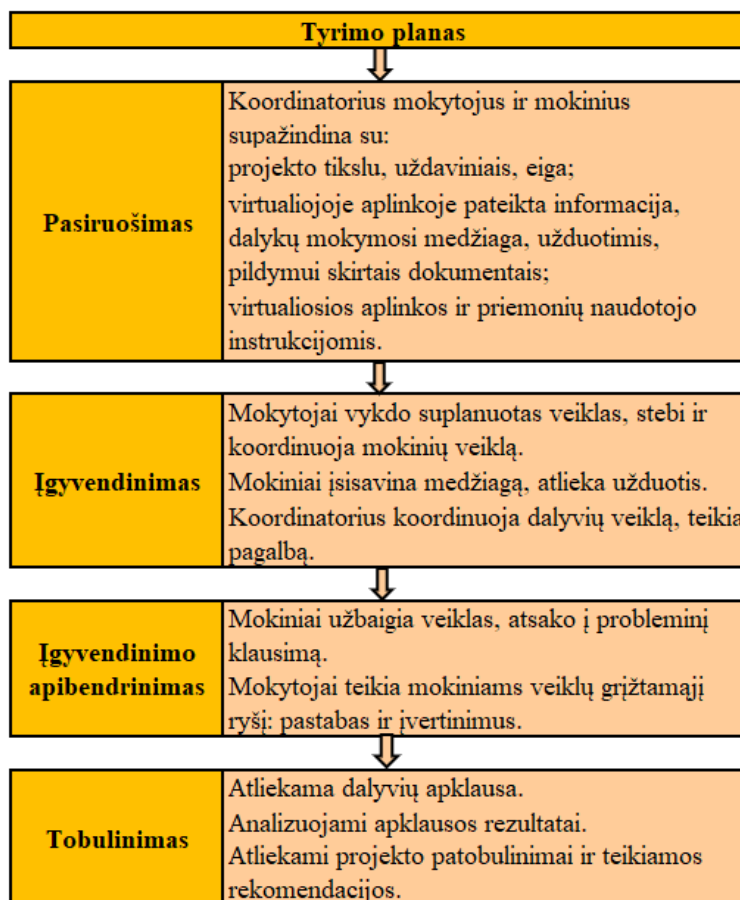 Tyrimo planas
Pasiruošimas
Koordinatorius mokytojus ir mokinius
supažindina su:
projekto tikslu, uždaviniais, eiga;
virtualiojoje aplinkoje pateikta informacija,
dalykų mokymosi medžiaga, užduotimis,
pildymui skirtais dokumentais;
virtualiosios aplinkos ir priemonių naudotojo
instrukcijomis.
Įgyvendinimas
Mokytojai vykdo suplanuotas veiklas, stebi ir
koordinuoja mokinių veiklą.
Mokiniai įsisavina medžiagą, atlieka užduotis.
Koordinatorius koordinuoja dalyvių veiklą, teikia
pagalbą.
Įgyvendinimo
apibendrinimas
Mokiniai užbaigia veiklas, atsako į probleminį
klausimą.
Mokytojai teikia mokiniams veiklų grįžtamąjį
ryšį: pastabas ir įvertinimus.
Tobulinimas
Atliekama dalyvių apklausa.
Analizuojami apklausos rezultatai.
Atliekami projekto patobulinimai ir teikiamos
rekomendacijos.